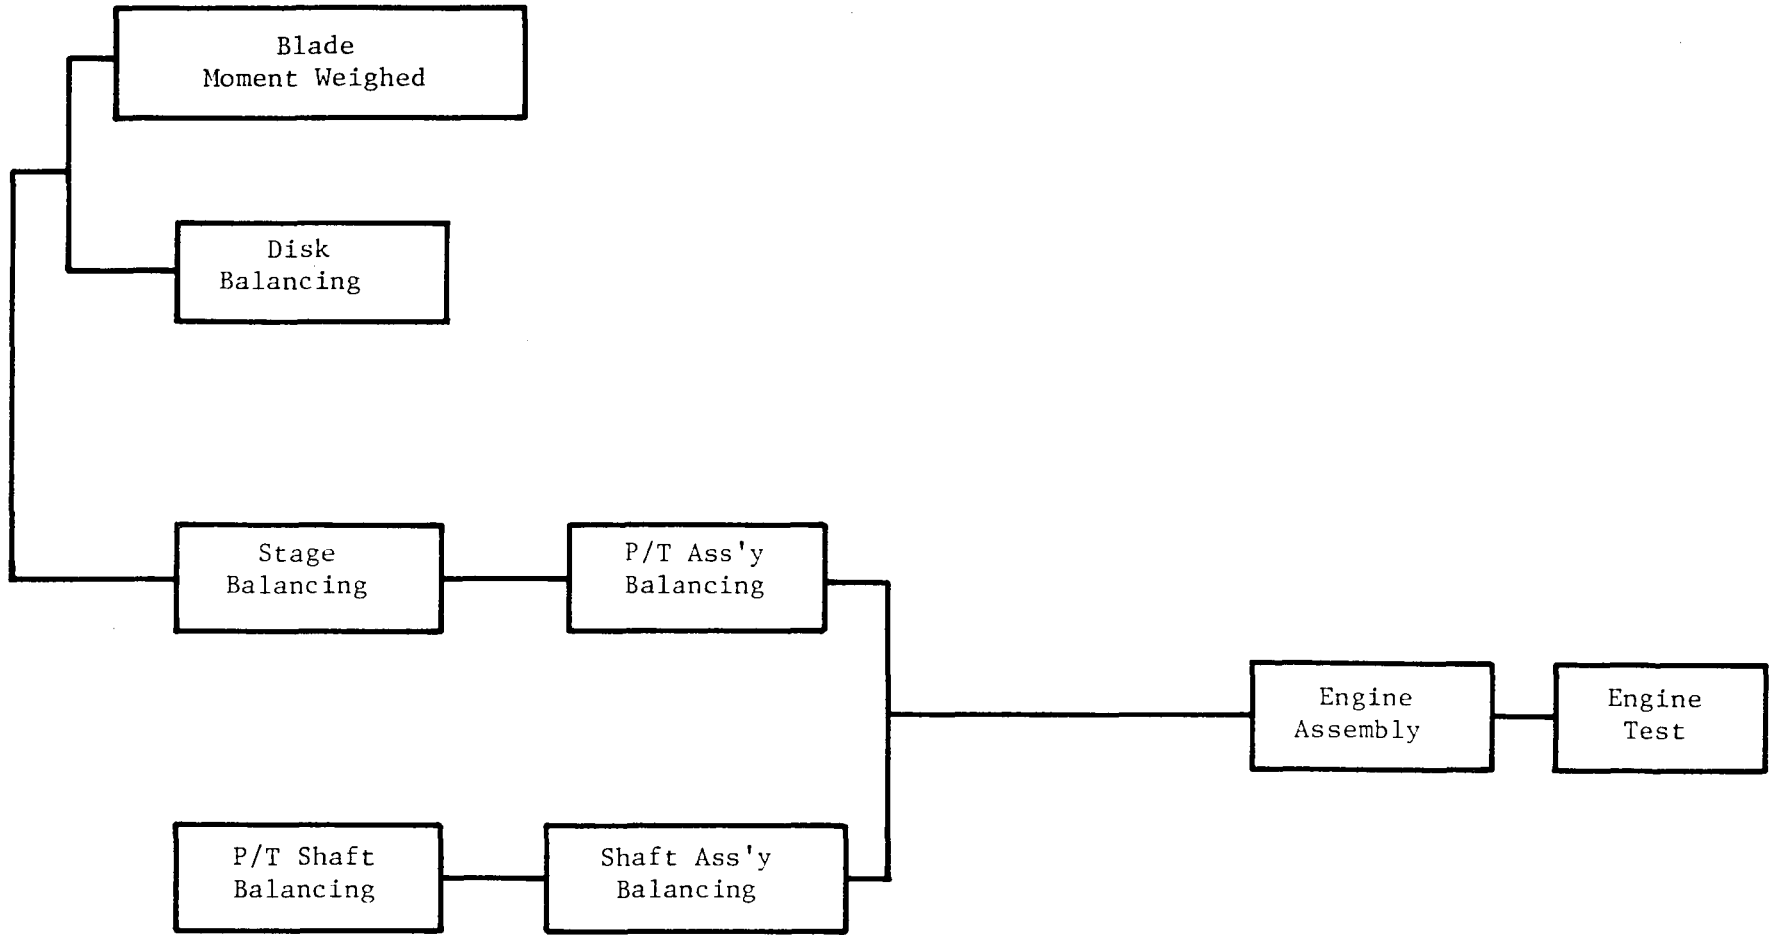 Blade
Moment Weighed
Disk
Balancing
Stage
Balancing
P/T Ass'y
Balancing
Engine
Assembly
Engine
Test
P/T Shaft
Balancing
Shaft Ass'y
Balancing